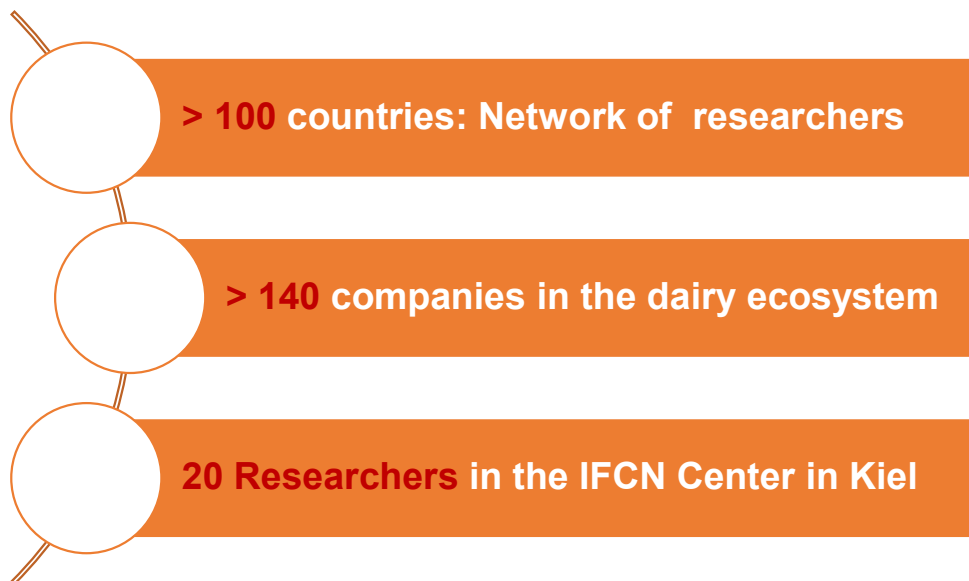 > 100 countries: Network of  researchers
> 140 companies in the dairy ecosystem
20 Researchers in the IFCN Center in Kiel